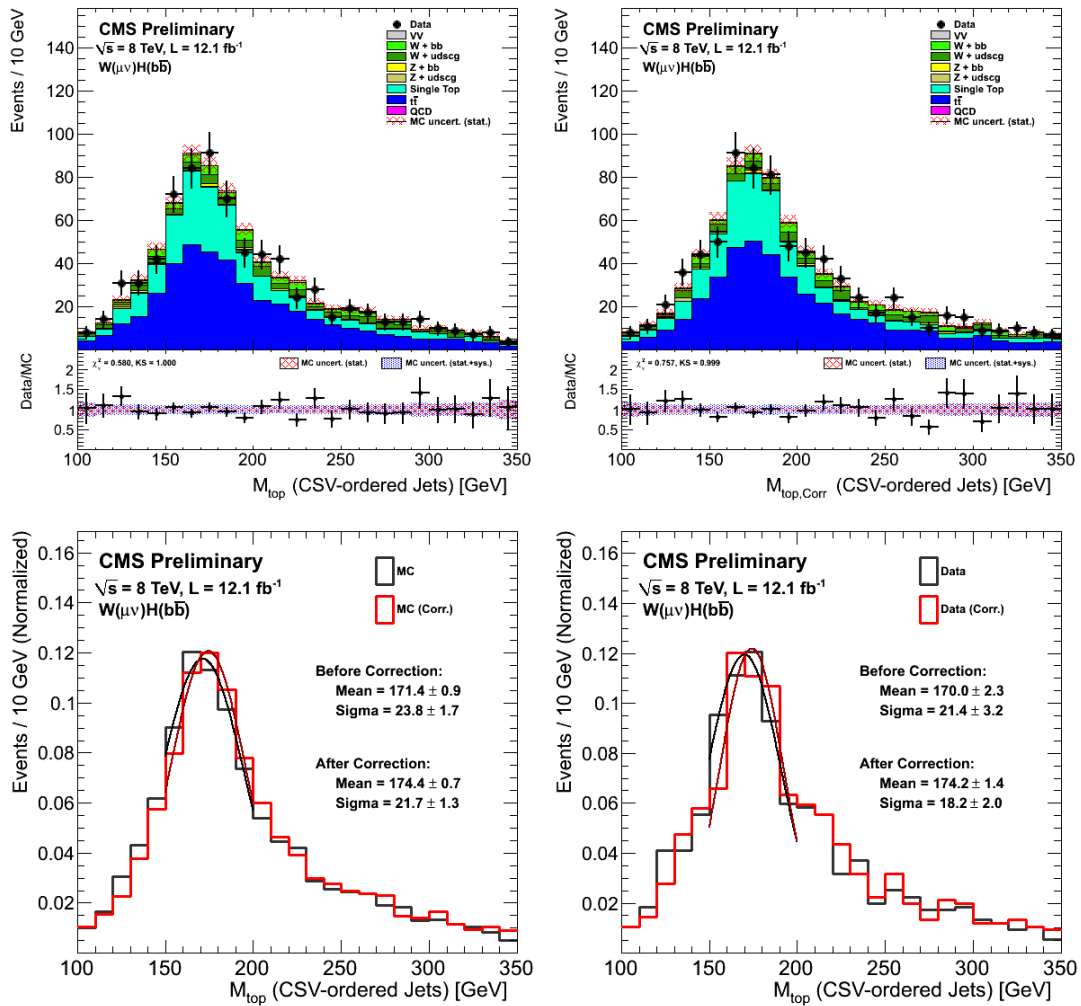 CMS Preliminary
√s = 8 TeV, L = 12.1 fb⁻¹
W(μν)H(bb̅)
Data
VV
W + bb
W + udscg
Z + bb
Z + udscg
Single Top
tt̅
QCD
MC uncert. (stat.)
Events / 10 GeV
140
120
100
80
60
40
20
χᵥ² = 0.580, KS = 1.000
MC uncert. (stat.)
MC uncert. (stat.+sys.)
Data/MC
2
1.5
1
0.5
100 150 200 250 300 350
M_top (CSV-ordered Jets) [GeV]
CMS Preliminary
√s = 8 TeV, L = 12.1 fb⁻¹
W(μν)H(bb̅)
Data
VV
W + bb
W + udscg
Z + bb
Z + udscg
Single Top
tt̅
QCD
MC uncert. (stat.)
Events / 10 GeV
140
120
100
80
60
40
20
χᵥ² = 0.757, KS = 0.999
MC uncert. (stat.)
MC uncert. (stat.+sys.)
Data/MC
2
1.5
1
0.5
100 150 200 250 300 350
M_top,Corr (CSV-ordered Jets) [GeV]
CMS Preliminary
√s = 8 TeV, L = 12.1 fb⁻¹
W(μν)H(bb̅)
MC
MC (Corr.)
Before Correction:
Mean = 171.4 ± 0.9
Sigma = 23.8 ± 1.7
After Correction:
Mean = 174.4 ± 0.7
Sigma = 21.7 ± 1.3
Events / 10 GeV (Normalized)
0.16
0.14
0.12
0.1
0.08
0.06
0.04
0.02
100 150 200 250 300 350
M_top (CSV-ordered Jets) [GeV]
CMS Preliminary
√s = 8 TeV, L = 12.1 fb⁻¹
W(μν)H(bb̅)
Data
Data (Corr.)
Before Correction:
Mean = 170.0 ± 2.3
Sigma = 21.4 ± 3.2
After Correction:
Mean = 174.2 ± 1.4
Sigma = 18.2 ± 2.0
Events / 10 GeV (Normalized)
0.16
0.14
0.12
0.1
0.08
0.06
0.04
0.02
100 150 200 250 300 350
M_top (CSV-ordered Jets) [GeV]